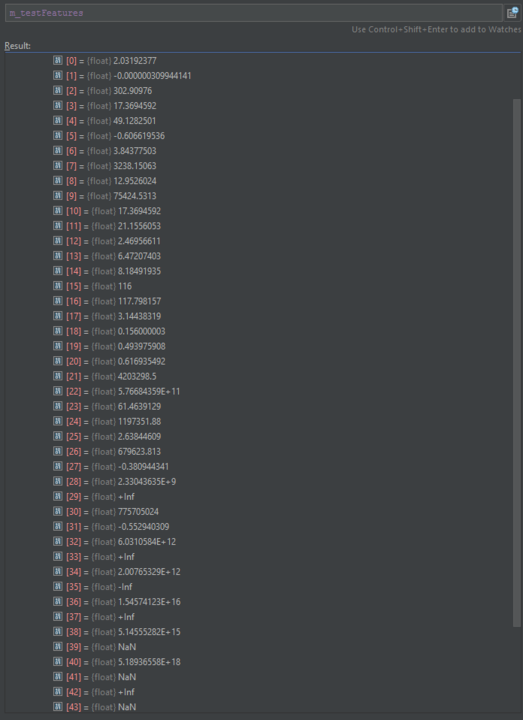 m_testFeatures
Use Control+Shift+Enter to add to Watches
Result:
[0] = {float} 2.03192377
[1] = {float} -0.000000309944141
[2] = {float} 302.90976
[3] = {float} 17.3694592
[4] = {float} 49.1282501
[5] = {float} -0.606619536
[6] = {float} 3.84377503
[7] = {float} 3238.15063
[8] = {float} 12.9526024
[9] = {float} 75424.5313
[10] = {float} 17.3694592
[11] = {float} 21.1556053
[12] = {float} 2.46956611
[13] = {float} 6.47207403
[14] = {float} 8.18491935
[15] = {float} 116
[16] = {float} 117.798157
[17] = {float} 3.14438319
[18] = {float} 0.156000003
[19] = {float} 0.493975908
[20] = {float} 0.616935492
[21] = {float} 4203298.5
[22] = {float} 5.76684359E+11
[23] = {float} 61.4639129
[24] = {float} 1197351.88
[25] = {float} 2.63844609
[26] = {float} 679623.813
[27] = {float} -0.380944341
[28] = {float} 2.33043635E+9
[29] = {float} +Inf
[30] = {float} 775705024
[31] = {float} -0.552940309
[32] = {float} 6.0310584E+12
[33] = {float} +Inf
[34] = {float} 2.00765329E+12
[35] = {float} -Inf
[36] = {float} 1.54574123E+16
[37] = {float} +Inf
[38] = {float} 5.14555282E+15
[39] = {float} NaN
[40] = {float} 5.18936558E+18
[41] = {float} NaN
[42] = {float} +Inf
[43] = {float} NaN